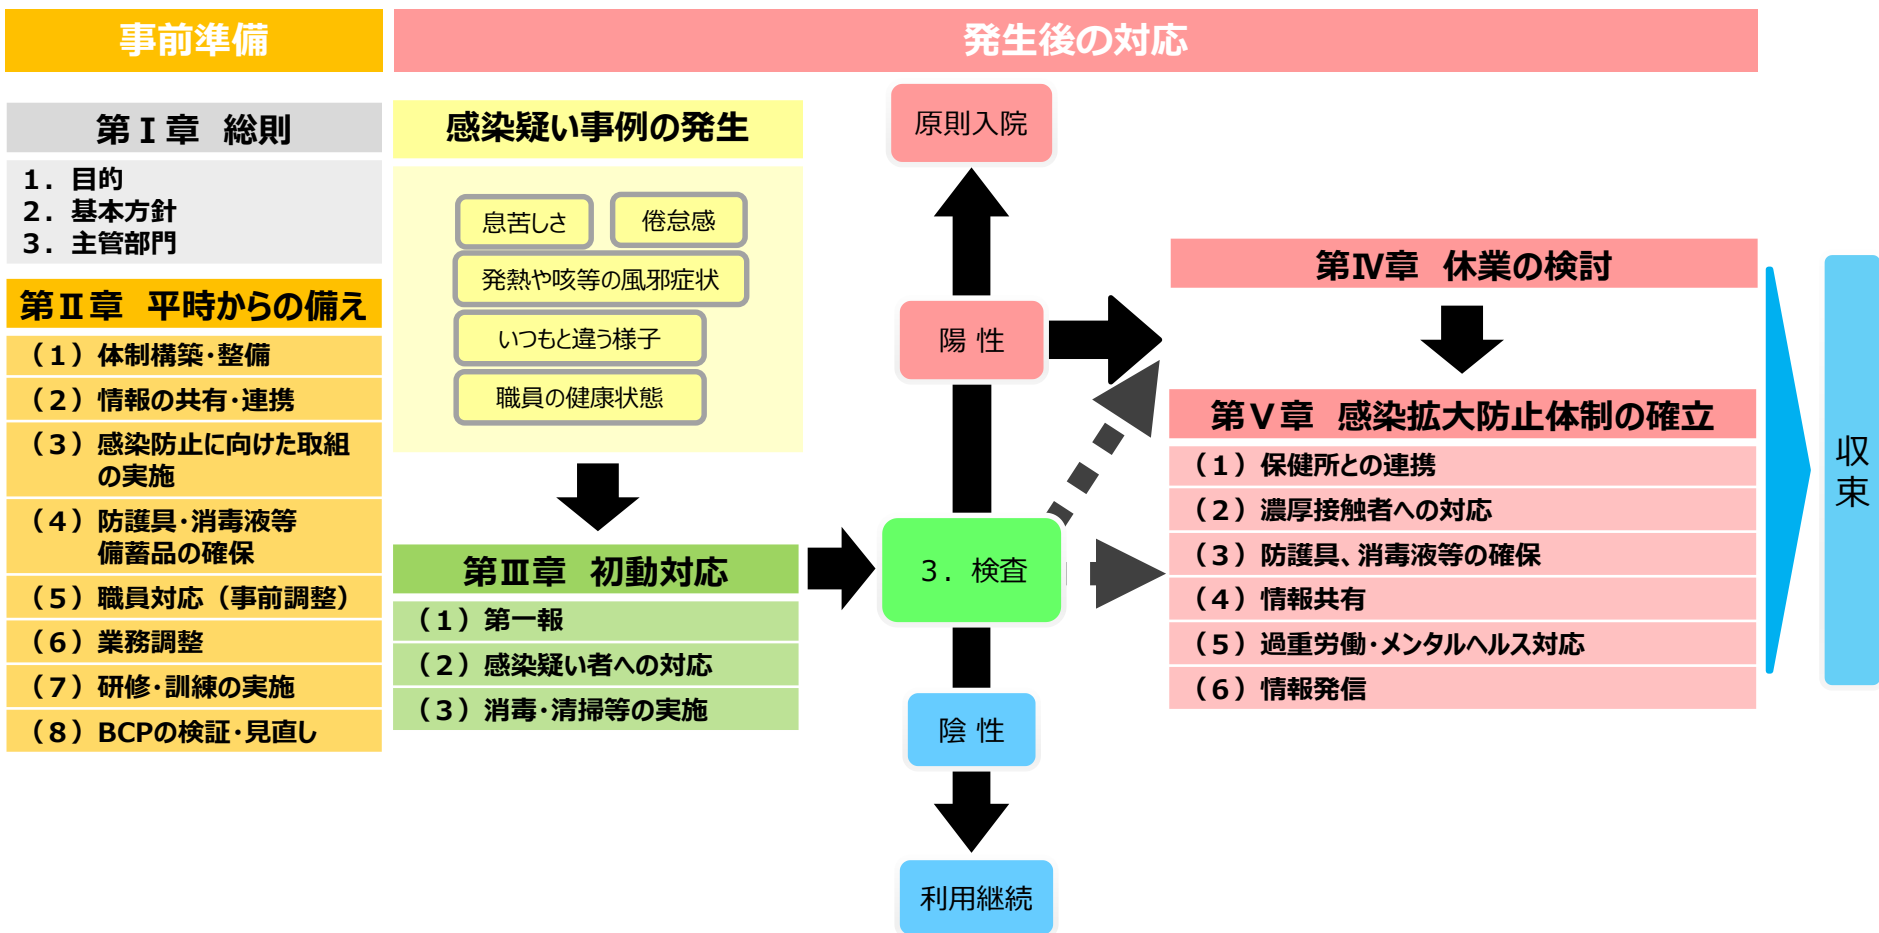 事前準備
発生後の対応
第Ⅰ章 総則
1. 目的
2. 基本方針
3. 主管部門
第Ⅱ章 平時からの備え
（1）体制構築・整備
（2）情報の共有・連携
（3）感染防止に向けた取組
の実施
（4）防護具・消毒液等
備蓄品の確保
（5）職員対応（事前調整）
（6）業務調整
（7）研修・訓練の実施
（8）BCPの検証・見直し
感染疑い事例の発生
息苦しさ
倦怠感
発熱や咳等の風邪症状
いつもと違う様子
職員の健康状態
第Ⅲ章 初動対応
（1）第一報
（2）感染疑い者への対応
（3）消毒・清掃等の実施
原則入院
陽 性
3. 検査
陰 性
利用継続
第Ⅳ章 休業の検討
第Ⅴ章 感染拡大防止体制の確立
（1）保健所との連携
（2）濃厚接触者への対応
（3）防護具、消毒液等の確保
（4）情報共有
（5）過重労働・メンタルヘルス対応
（6）情報発信
収束